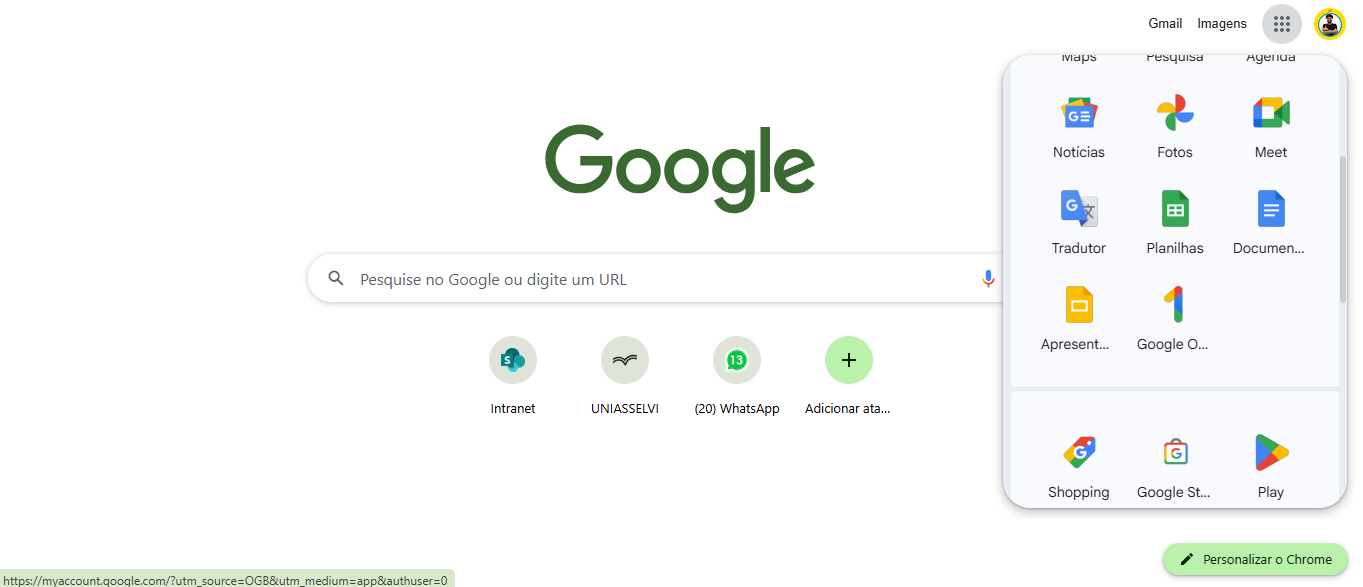 Gmail Imagens
Maps Pesquisa Agenda
Notícias Fotos Meet
Tradutor Planilhas Documen...
Apresent... Google O...
Shopping Google St... Play
Google
Pesquise no Google ou digite um URL
S 13
Intranet UNIASSELVI (20) WhatsApp Adicionar ata...
Personalizar o Chrome
https://myaccount.google.com/?utm_source=OGB&utm_medium=app&authuser=0